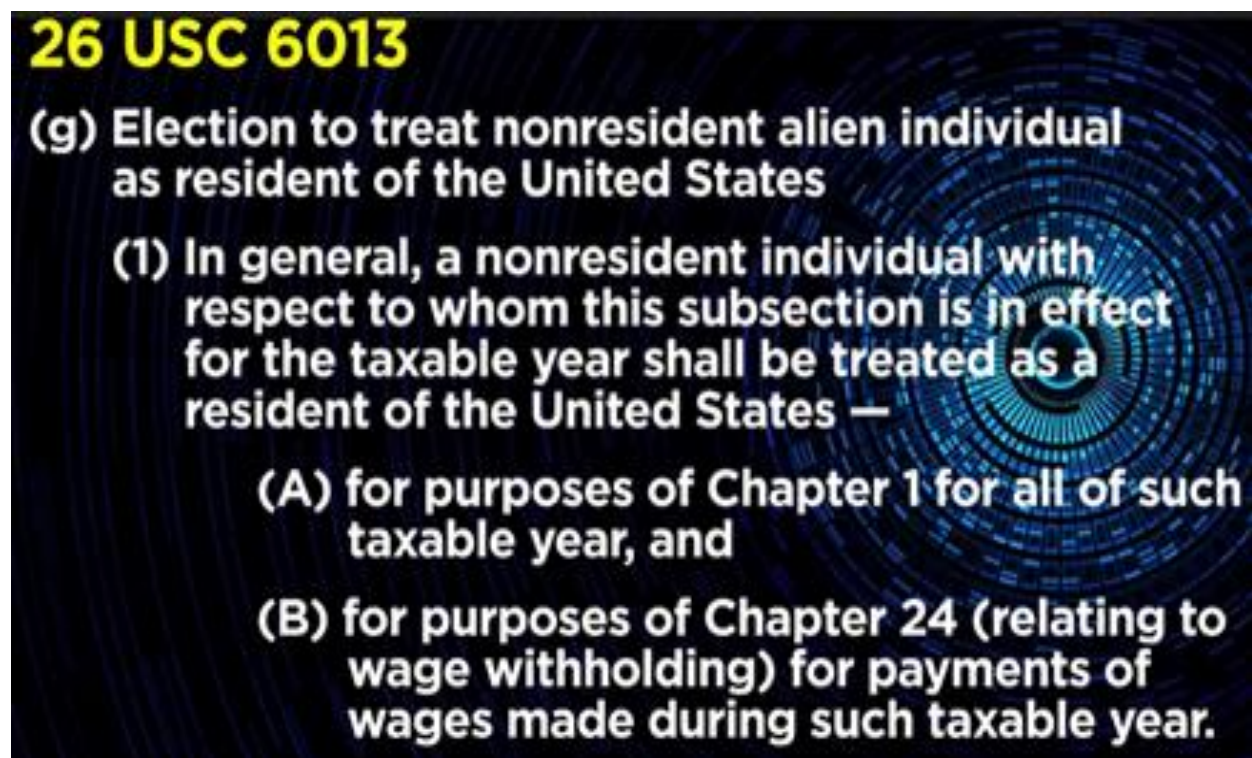 26 USC 6013
(g) Election to treat nonresident alien individual
as resident of the United States
(1) In general, a nonresident individual with
respect to whom this subsection is in effect
for the taxable year shall be treated as a
resident of the United States —
(A) for purposes of Chapter 1 for all of such
taxable year, and
(B) for purposes of Chapter 24 (relating to
wage withholding) for payments of
wages made during such taxable year.